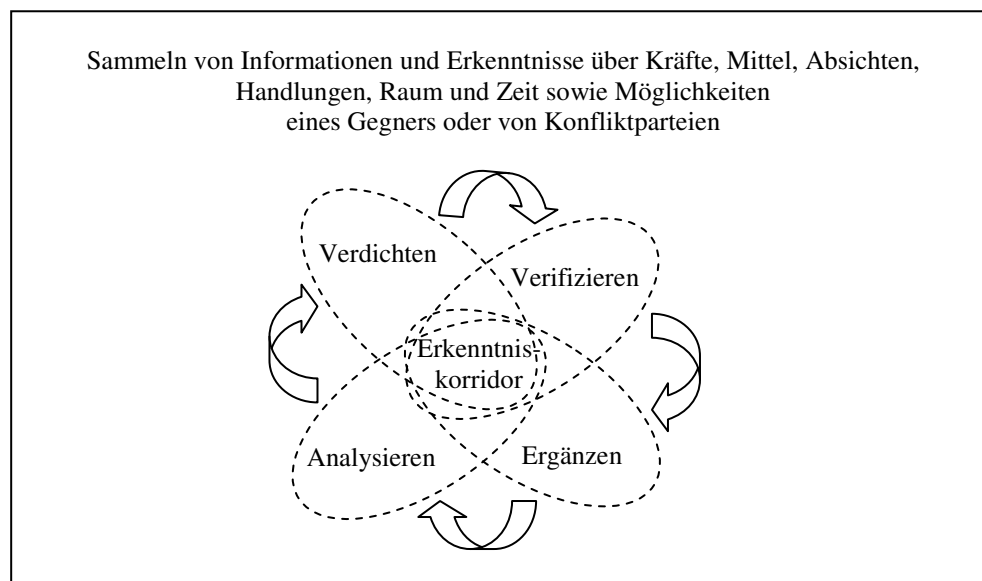 Sammeln von Informationen und Erkenntnisse über Kräfte, Mittel, Absichten,
Handlungen, Raum und Zeit sowie Möglichkeiten
eines Gegners oder von Konfliktparteien
Verdichten
Verifizieren
Erkenntnis-
korridor
Analysieren
Ergänzen